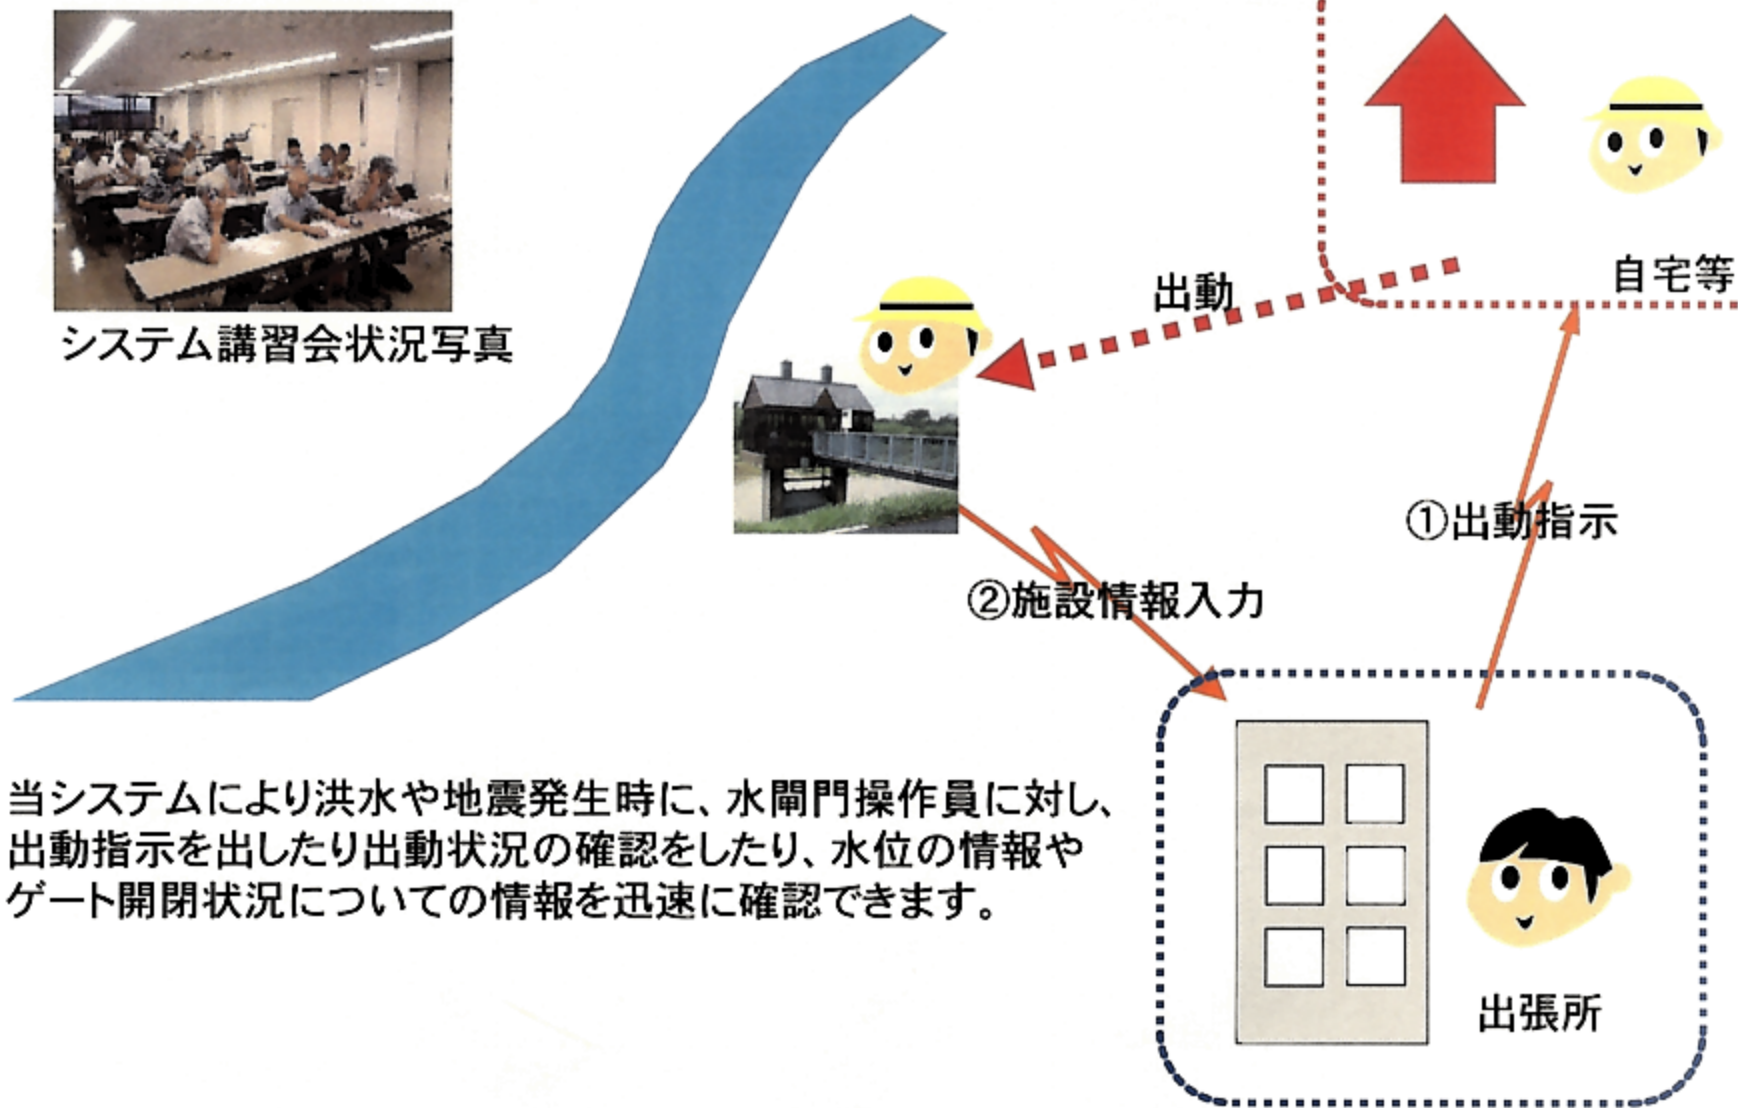 システム講習会状況写真
出動
自宅等
①出動指示
②施設情報入力
当システムにより洪水や地震発生時に、水閘門操作員に対し、
出動指示を出したり出動状況の確認をしたり、水位の情報や
ゲート開閉状況についての情報を迅速に確認できます。
出張所